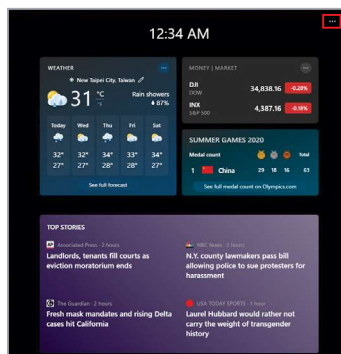 12:34 AM
WEATHER
New Taipei City, Taiwan
31 °C
°F
Rain showers
87%
Today Wed Thu Fri Sat
32° 32° 34° 33° 34°
27° 27° 28° 28° 27°
See full forecast
MONEY | MARKET
DJI
DOW
34,838.16 -0.28%
INX
S&P 500
4,387.16 -0.18%
SUMMER GAMES 2020
Medal count Total
1 China 29 18 16 63
See full medal count on Olympics.com
TOP STORIES
AP Associated Press · 2 hours
Landlords, tenants fill courts as
eviction moratorium ends
NBC News · 7 hours
N.Y. county lawmakers pass bill
allowing police to sue protesters for
harassment
The Guardian · 2 hours
Fresh mask mandates and rising Delta
cases hit California
USA TODAY SPORTS · 1 hour
Laurel Hubbard would rather not
carry the weight of transgender
history